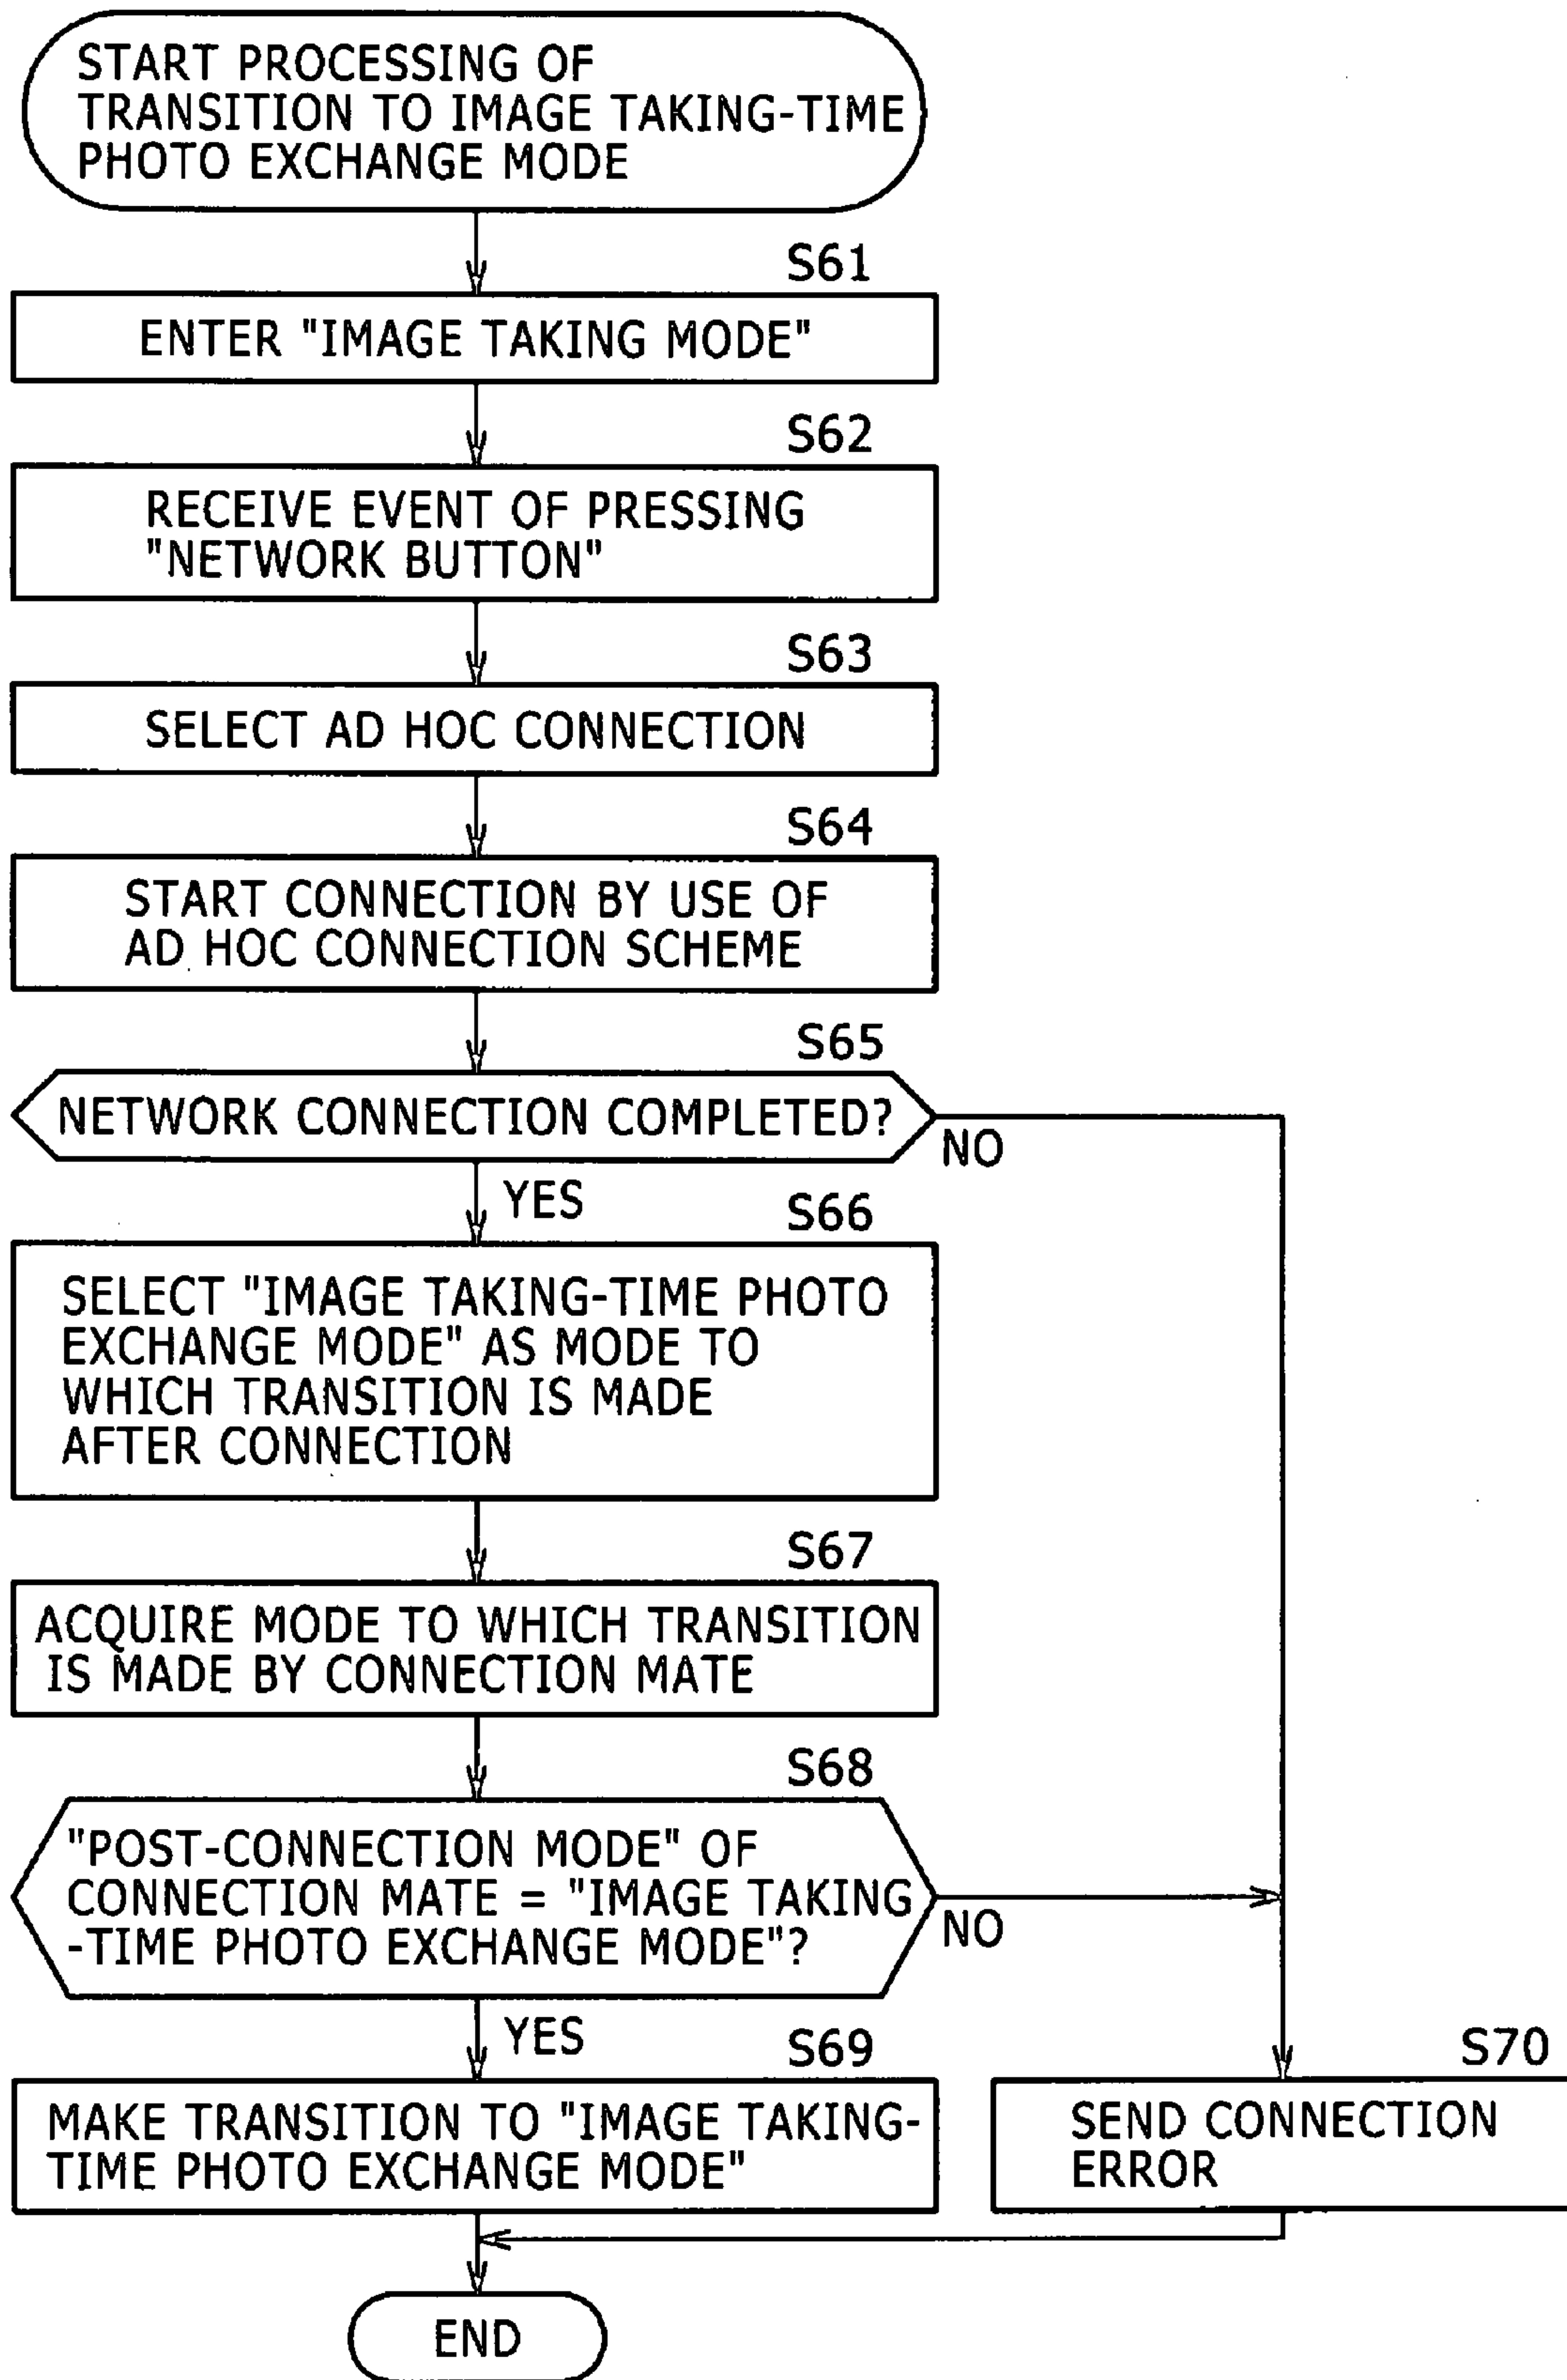 START PROCESSING OF
TRANSITION TO IMAGE TAKING-TIME
PHOTO EXCHANGE MODE
S61
ENTER "IMAGE TAKING MODE"
S62
RECEIVE EVENT OF PRESSING
"NETWORK BUTTON"
S63
SELECT AD HOC CONNECTION
S64
START CONNECTION BY USE OF
AD HOC CONNECTION SCHEME
S65
NETWORK CONNECTION COMPLETED?
NO
YES
S66
SELECT "IMAGE TAKING-TIME PHOTO
EXCHANGE MODE" AS MODE TO
WHICH TRANSITION IS MADE
AFTER CONNECTION
S67
ACQUIRE MODE TO WHICH TRANSITION
IS MADE BY CONNECTION MATE
S68
"POST-CONNECTION MODE" OF
CONNECTION MATE = "IMAGE TAKING
-TIME PHOTO EXCHANGE MODE"?
NO
YES
S69
MAKE TRANSITION TO "IMAGE TAKING-
TIME PHOTO EXCHANGE MODE"
S70
SEND CONNECTION
ERROR
END